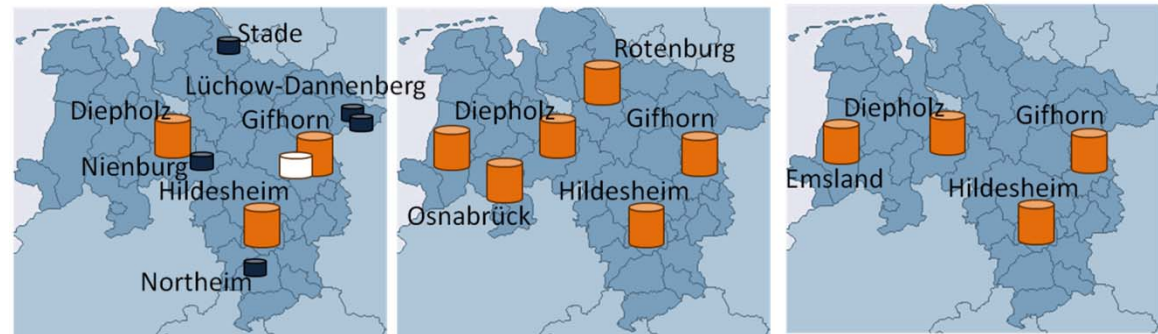 Stade
Lüchow-Dannenberg
Diepholz
Gifhorn
Nienburg
Hildesheim
Northeim
Rotenburg
Diepholz
Gifhorn
Hildesheim
Osnabrück
Diepholz
Gifhorn
Emsland
Hildesheim